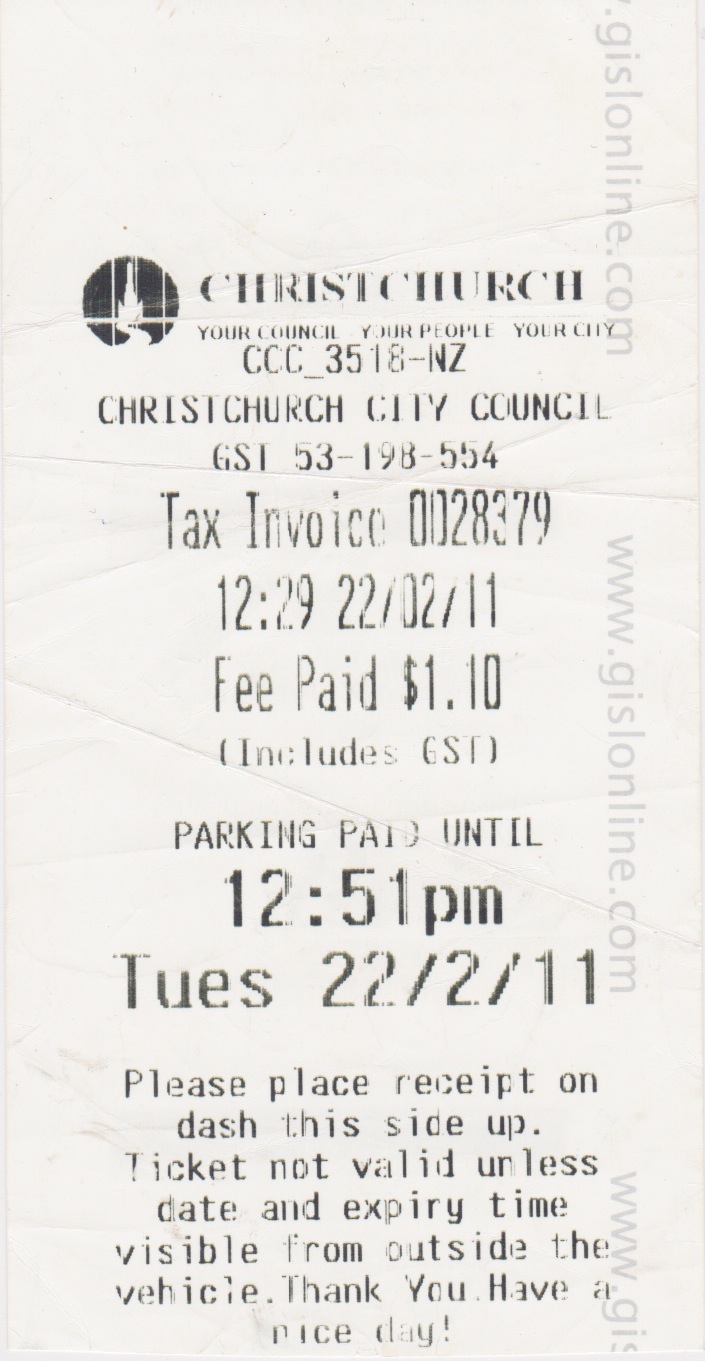 CHRISTCHURCH
YOUR COUNCIL YOUR PEOPLE YOUR CITY
CCC_3518-NZ
CHRISTCHURCH CITY COUNCIL
GST 53-198-554
Tax Invoice 0028379
12:29 22/02/11
Fee Paid $1.10
(Includes GST)
PARKING PAID UNTIL
12:51pm
Tues 22/2/11
Please place receipt on
dash this side up.
Ticket not valid unless
date and expiry time
visible from outside the
vehicle.Thank You.Have a
nice day!
.gislonline.com
www.gislonline.com
www.gis